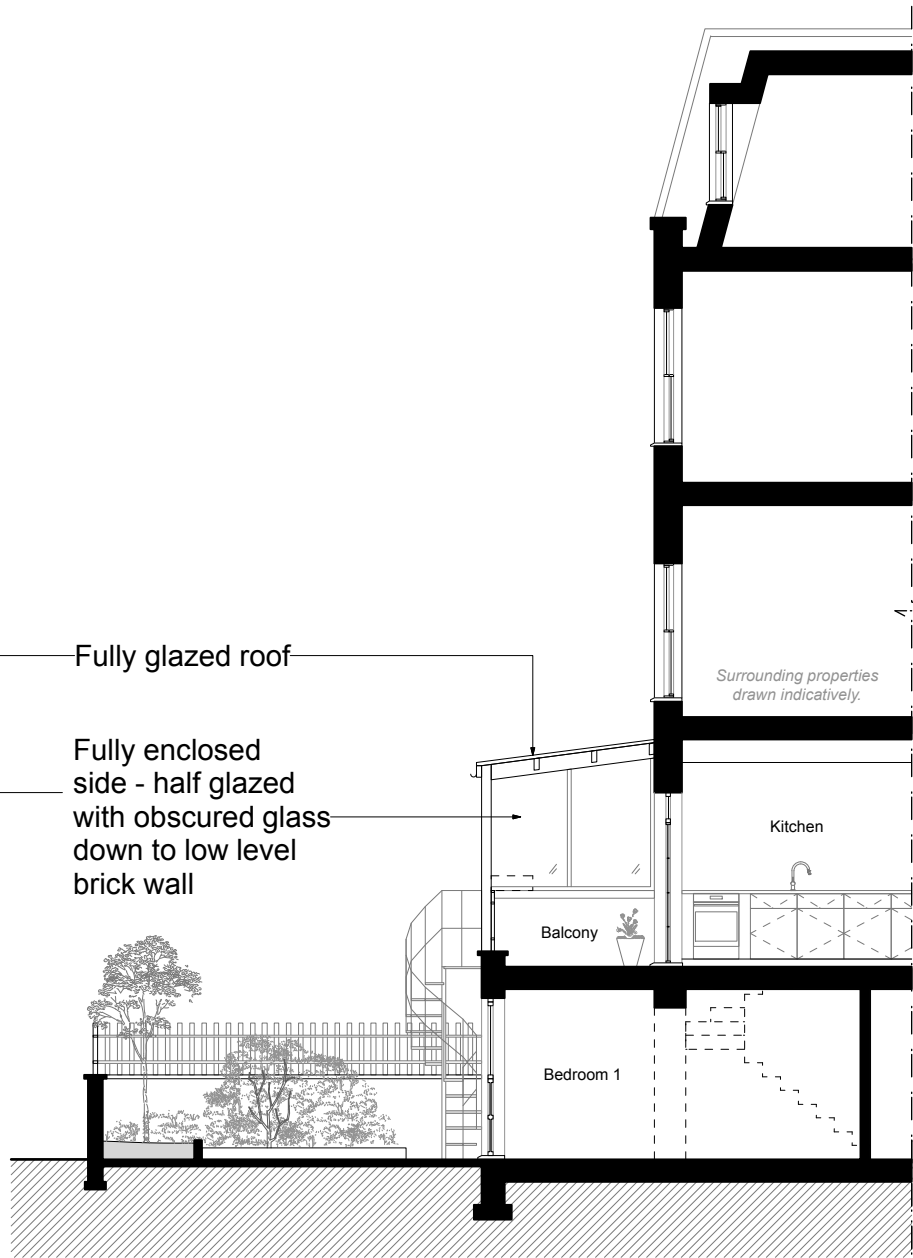 Fully glazed roof
Surrounding properties
drawn indicatively.
Fully enclosed
side - half glazed
with obscured glass
down to low level
brick wall
Kitchen
Balcony
Bedroom 1